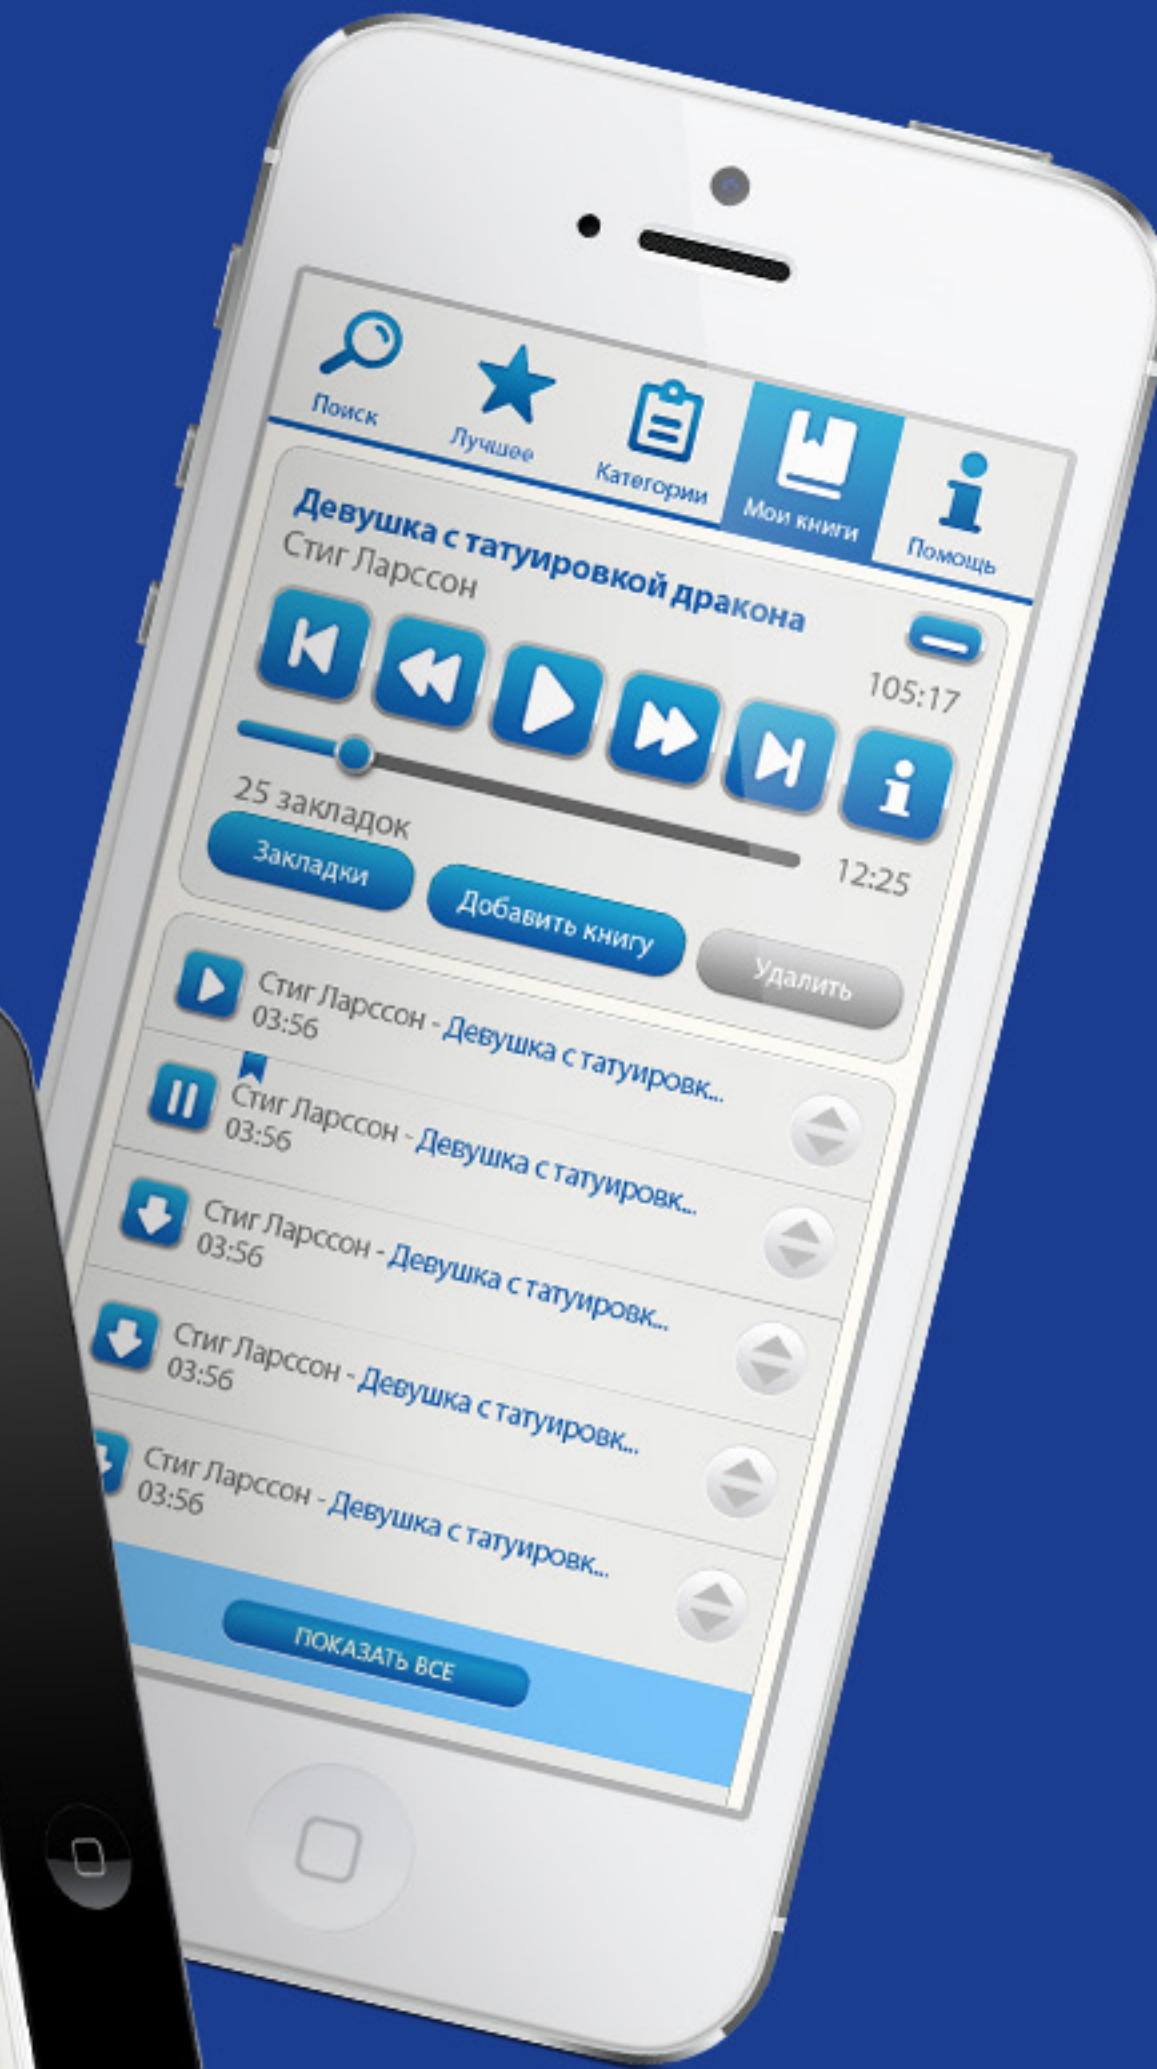 Поиск
Лучшее
Категории
Мои книги
Помощь
Девушка с татуировкой дракона
Стиг Ларссон
105:17
12:25
25 закладок
Закладки
Добавить книгу
Удалить
Стиг Ларссон - Девушка с татуировк...
03:56
Стиг Ларссон - Девушка с татуировк...
03:56
Стиг Ларссон - Девушка с татуировк...
03:56
Стиг Ларссон - Девушка с татуировк...
03:56
Стиг Ларссон - Девушка с татуировк...
03:56
ПОКАЗАТЬ ВСЕ